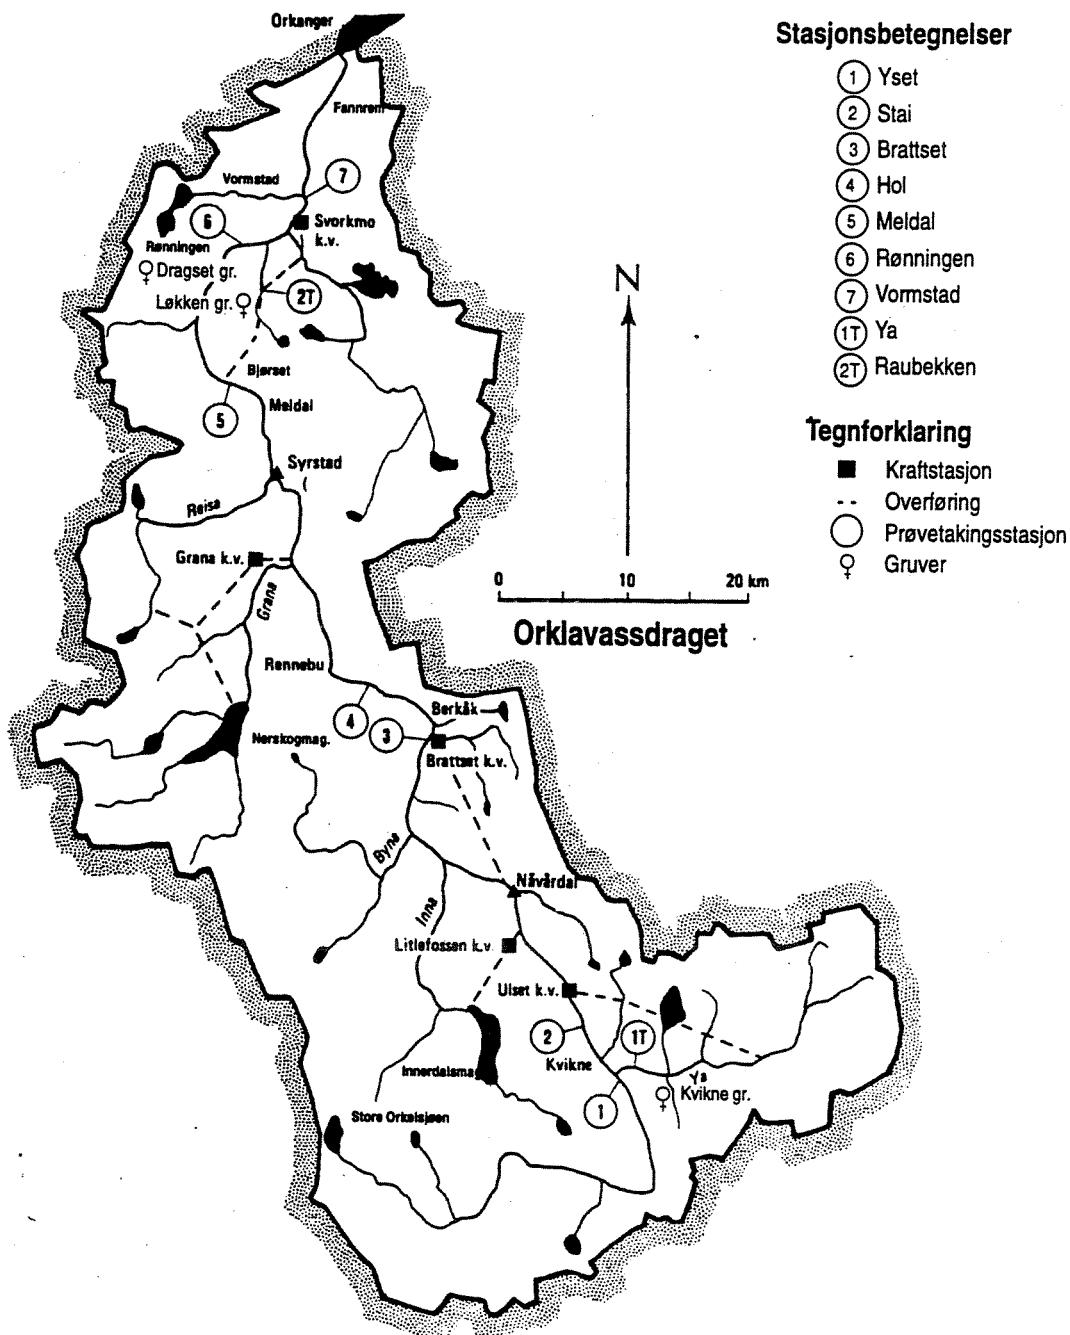 Orkanger
Fannrem
Vormstad
7
6
Svorkmo
k.v.
Rønningen
Dragset gr.
Løkken gr.
2T
Bjørset
Meldal
5
Syrstad
Resa
Grana k.v.
Grana
Rennebu
Berkåk
4
3
Nerskogmag.
Brattset k.v.
Byna
Nåvårdal
Inna
Litlefossen k.v.
Ulset k.v.
2
1T
Kvikne
Innerdalsma
Ya
Kvikne gr.
1
Store Orkelsjøen
N
0 10 20 km
Orklavassdraget
Stasjonsbetegnelser
1 Yset
2 Stai
3 Brattset
4 Hol
5 Meldal
6 Rønningen
7 Vormstad
1T Ya
2T Raubekken
Tegnforklaring
Kraftstasjon
Overføring
Prøvetakingsstasjon
Gruver